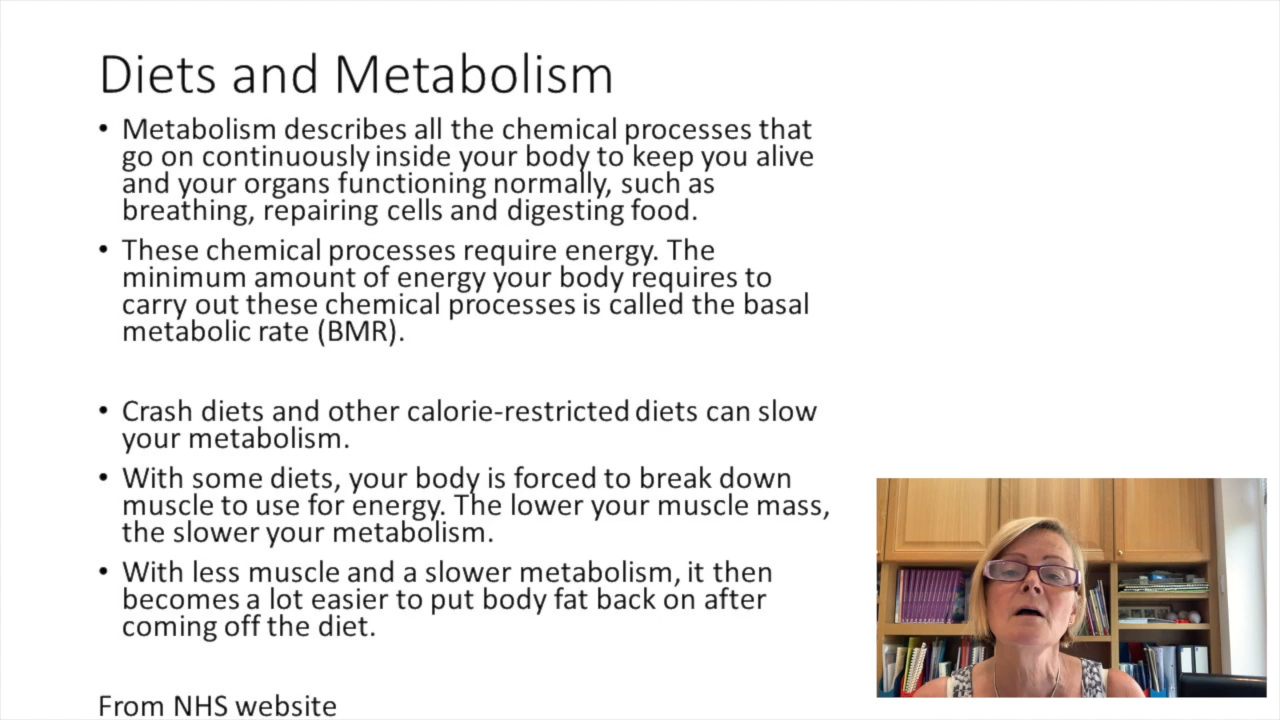 Diets and Metabolism
• Metabolism describes all the chemical processes that
go on continuously inside your body to keep you alive
and your organs functioning normally, such as
breathing, repairing cells and digesting food.
• These chemical processes require energy. The
minimum amount of energy your body requires to
carry out these chemical processes is called the basal
metabolic rate (BMR).
• Crash diets and other calorie-restricted diets can slow
your metabolism.
• With some diets, your body is forced to break down
muscle to use for energy. The lower your muscle mass,
the slower your metabolism.
• With less muscle and a slower metabolism, it then
becomes a lot easier to put body fat back on after
coming off the diet.
From NHS website